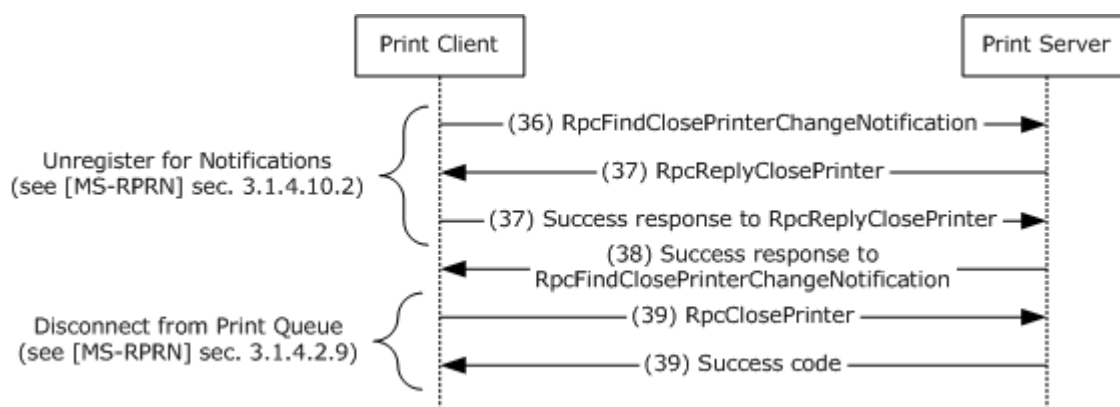 Print Client
Print Server
(36) RpcFindClosePrinterChangeNotification
Unregister for Notifications
(see [MS-RPRN] sec. 3.1.4.10.2)
(37) RpcReplyClosePrinter
(37) Success response to RpcReplyClosePrinter
(38) Success response to
RpcFindClosePrinterChangeNotification
Disconnect from Print Queue
(see [MS-RPRN] sec. 3.1.4.2.9)
(39) RpcClosePrinter
(39) Success code